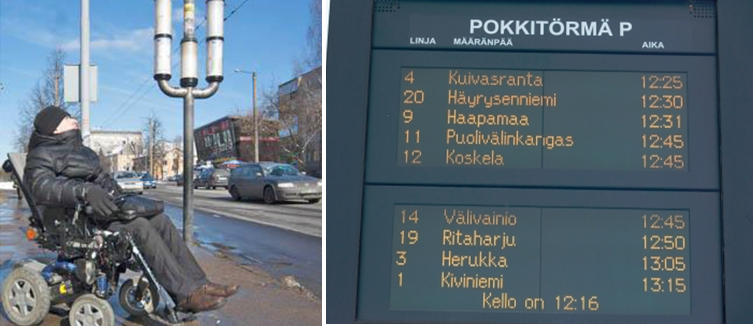 POKKITÖRMÄ P
LINJA MÄÄRÄNPÄÄ AIKA
4 Kuivasranta 12:25
20 Häyrysenniemi 12:30
9 Haapamaa 12:31
11 Puolivälinkangas 12:45
12 Koskela 12:45
14 Välivainio 12:45
19 Ritaharju 12:50
3 Herukka 13:05
1 Kiviniemi 13:15
Kello on 12:16